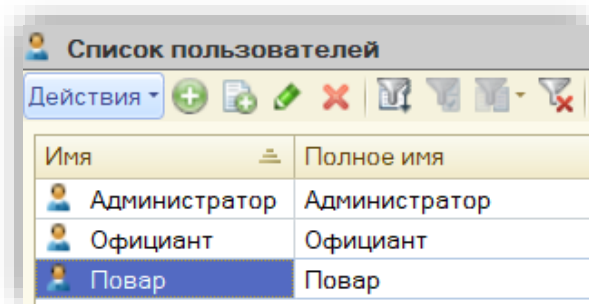 Список пользователей
Действия
Имя Полное имя
Администратор Администратор
Официант Официант
Повар Повар